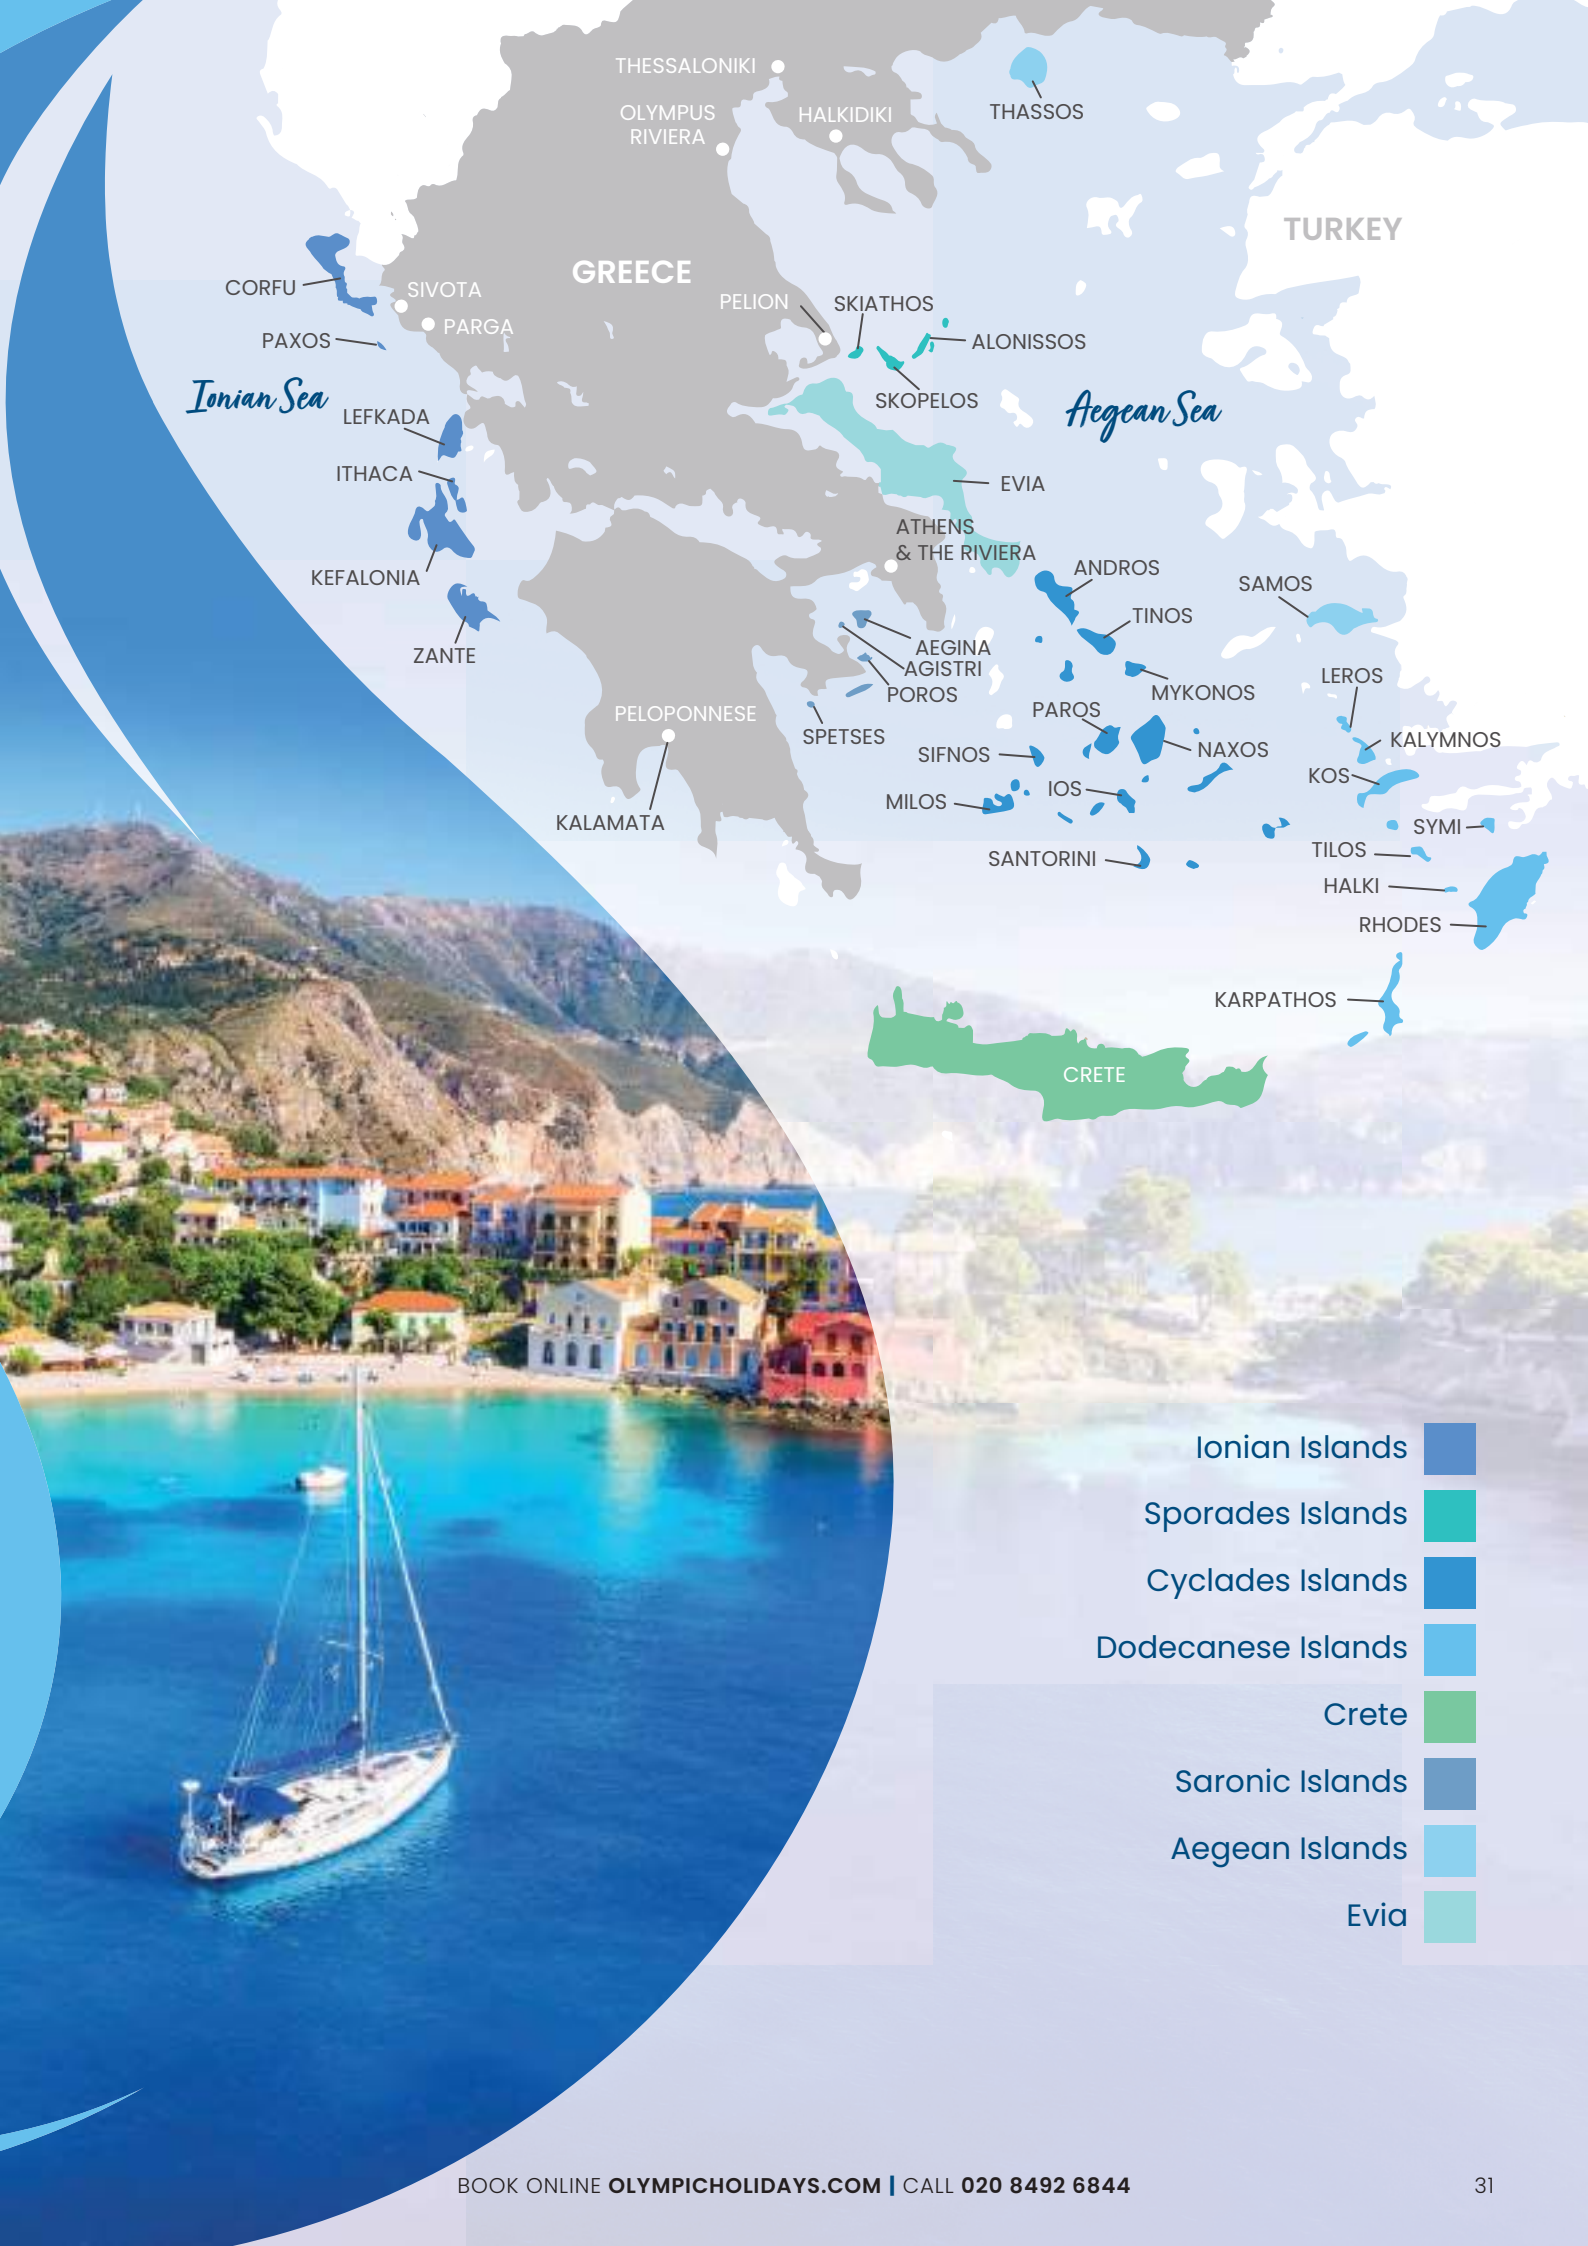 THESSALONIKI
OLYMPUS
RIVIERA
HALKIDIKI
THASSOS
TURKEY
GREECE
CORFU
SIVOTA
PARGA
PAXOS
PELION
SKIATHOS
ALONISSOS
SKOPELOS
Ionian Sea
Aegean Sea
LEFKADA
ITHACA
EVIA
KEFALONIA
ZANTE
ATHENS
& THE RIVIERA
ANDROS
TINOS
SAMOS
AEGINA
AGISTRI
POROS
SPETSES
MYKONOS
LEROS
PELOPONNESE
PAROS
NAXOS
KALYMNOS
SIFNOS
KOS
MILOS
IOS
KALAMATA
SYMI
SANTORINI
TILOS
HALKI
RHODES
KARPATHOS
CRETE
Ionian Islands
Sporades Islands
Cyclades Islands
Dodecanese Islands
Crete
Saronic Islands
Aegean Islands
Evia
BOOK ONLINE OLYMPICHOLIDAYS.COM | CALL 020 8492 6844
31